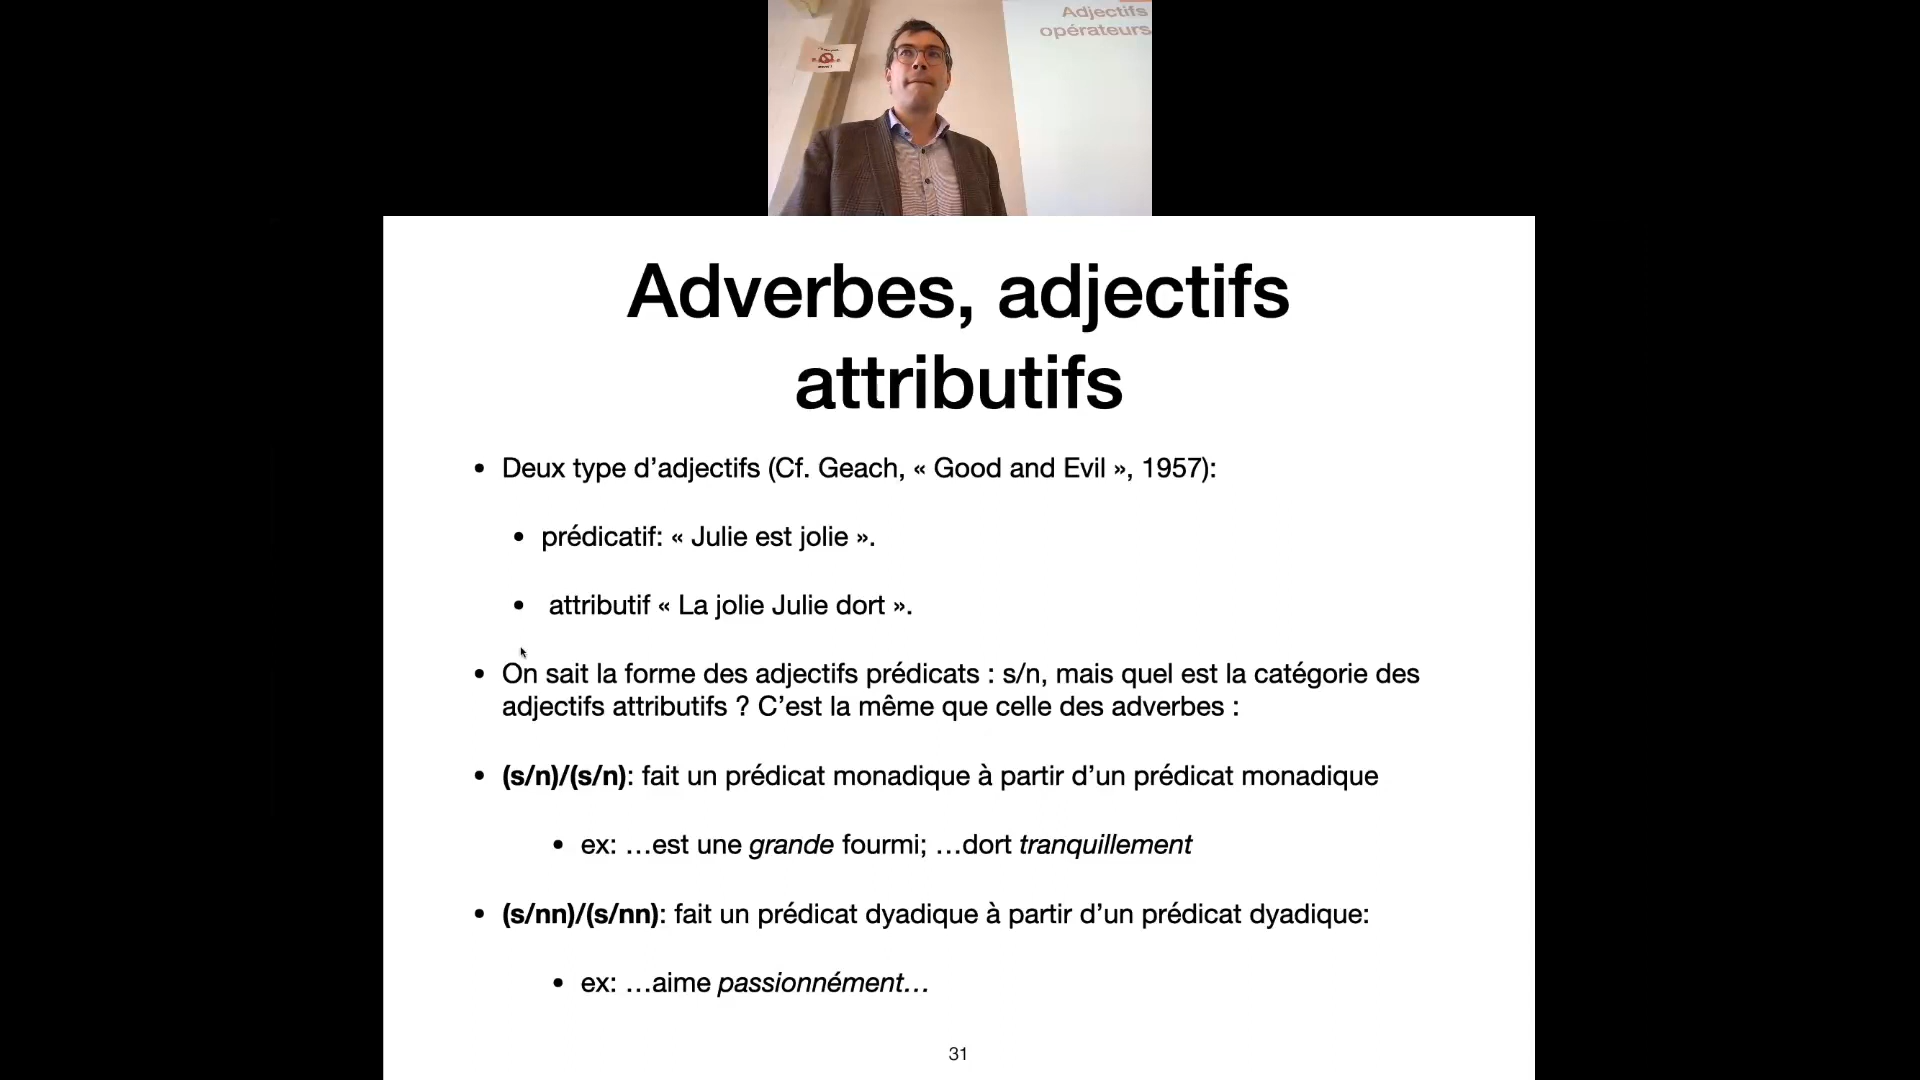 Adjectifs
opérateurs
Adverbes, adjectifs
attributifs
• Deux type d’adjectifs (Cf. Geach, « Good and Evil », 1957):
• prédicatif: « Julie est jolie ».
• attributif « La jolie Julie dort ».
• On sait la forme des adjectifs prédicats : s/n, mais quel est la catégorie des
adjectifs attributifs ? C’est la même que celle des adverbes :
• (s/n)/(s/n): fait un prédicat monadique à partir d’un prédicat monadique
• ex: …est une grande fourmi; …dort tranquillement
• (s/nn)/(s/nn): fait un prédicat dyadique à partir d’un prédicat dyadique:
• ex: …aime passionnément…
31